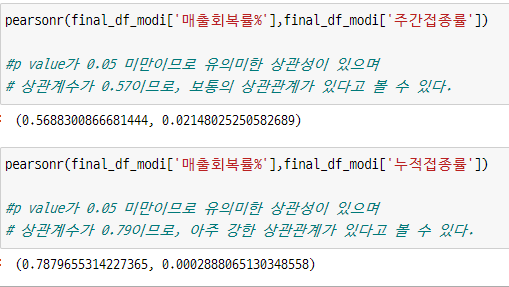 pearsonr(final_df_modi['매출회복률%'],final_df_modi['주간접종률'])
#p value가 0.05 미만이므로 유의미한 상관성이 있으며
# 상관계수가 0.57이므로, 보통의 상관관계가 있다고 볼 수 있다.
(0.5688300866681444, 0.02148025250582689)
pearsonr(final_df_modi['매출회복률%'],final_df_modi['누적접종률'])
#p value가 0.05 미만이므로 유의미한 상관성이 있으며
# 상관계수가 0.79이므로, 아주 강한 상관관계가 있다고 볼 수 있다.
(0.7879655314227365, 0.0002888065130348558)